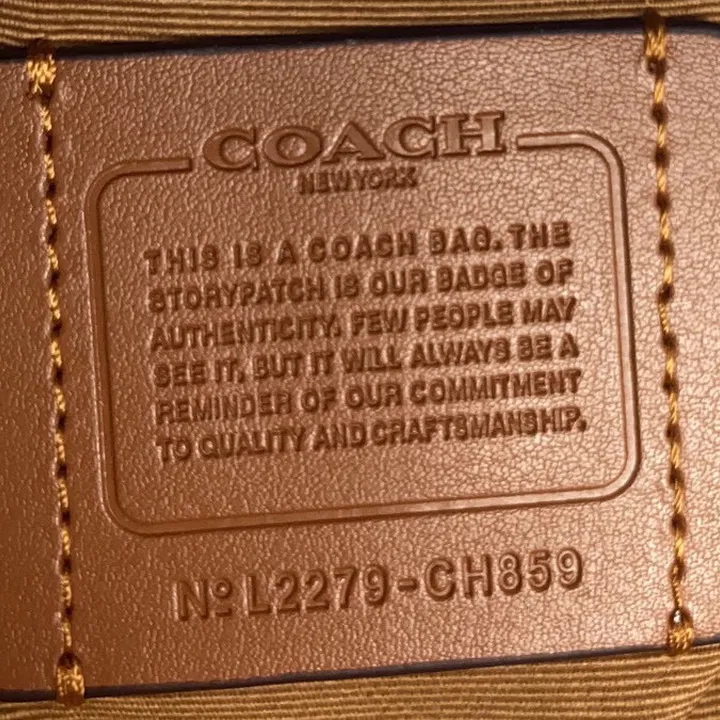 COACH
NEW YORK
THIS IS A COACH BAG. THE
STORYPATCH IS OUR BADGE OF
AUTHENTICITY. FEW PEOPLE MAY
SEE IT, BUT IT WILL ALWAYS BE A
REMINDER OF OUR COMMITMENT
TO QUALITY AND CRAFTSMANSHIP.
Nº L2279-CH859